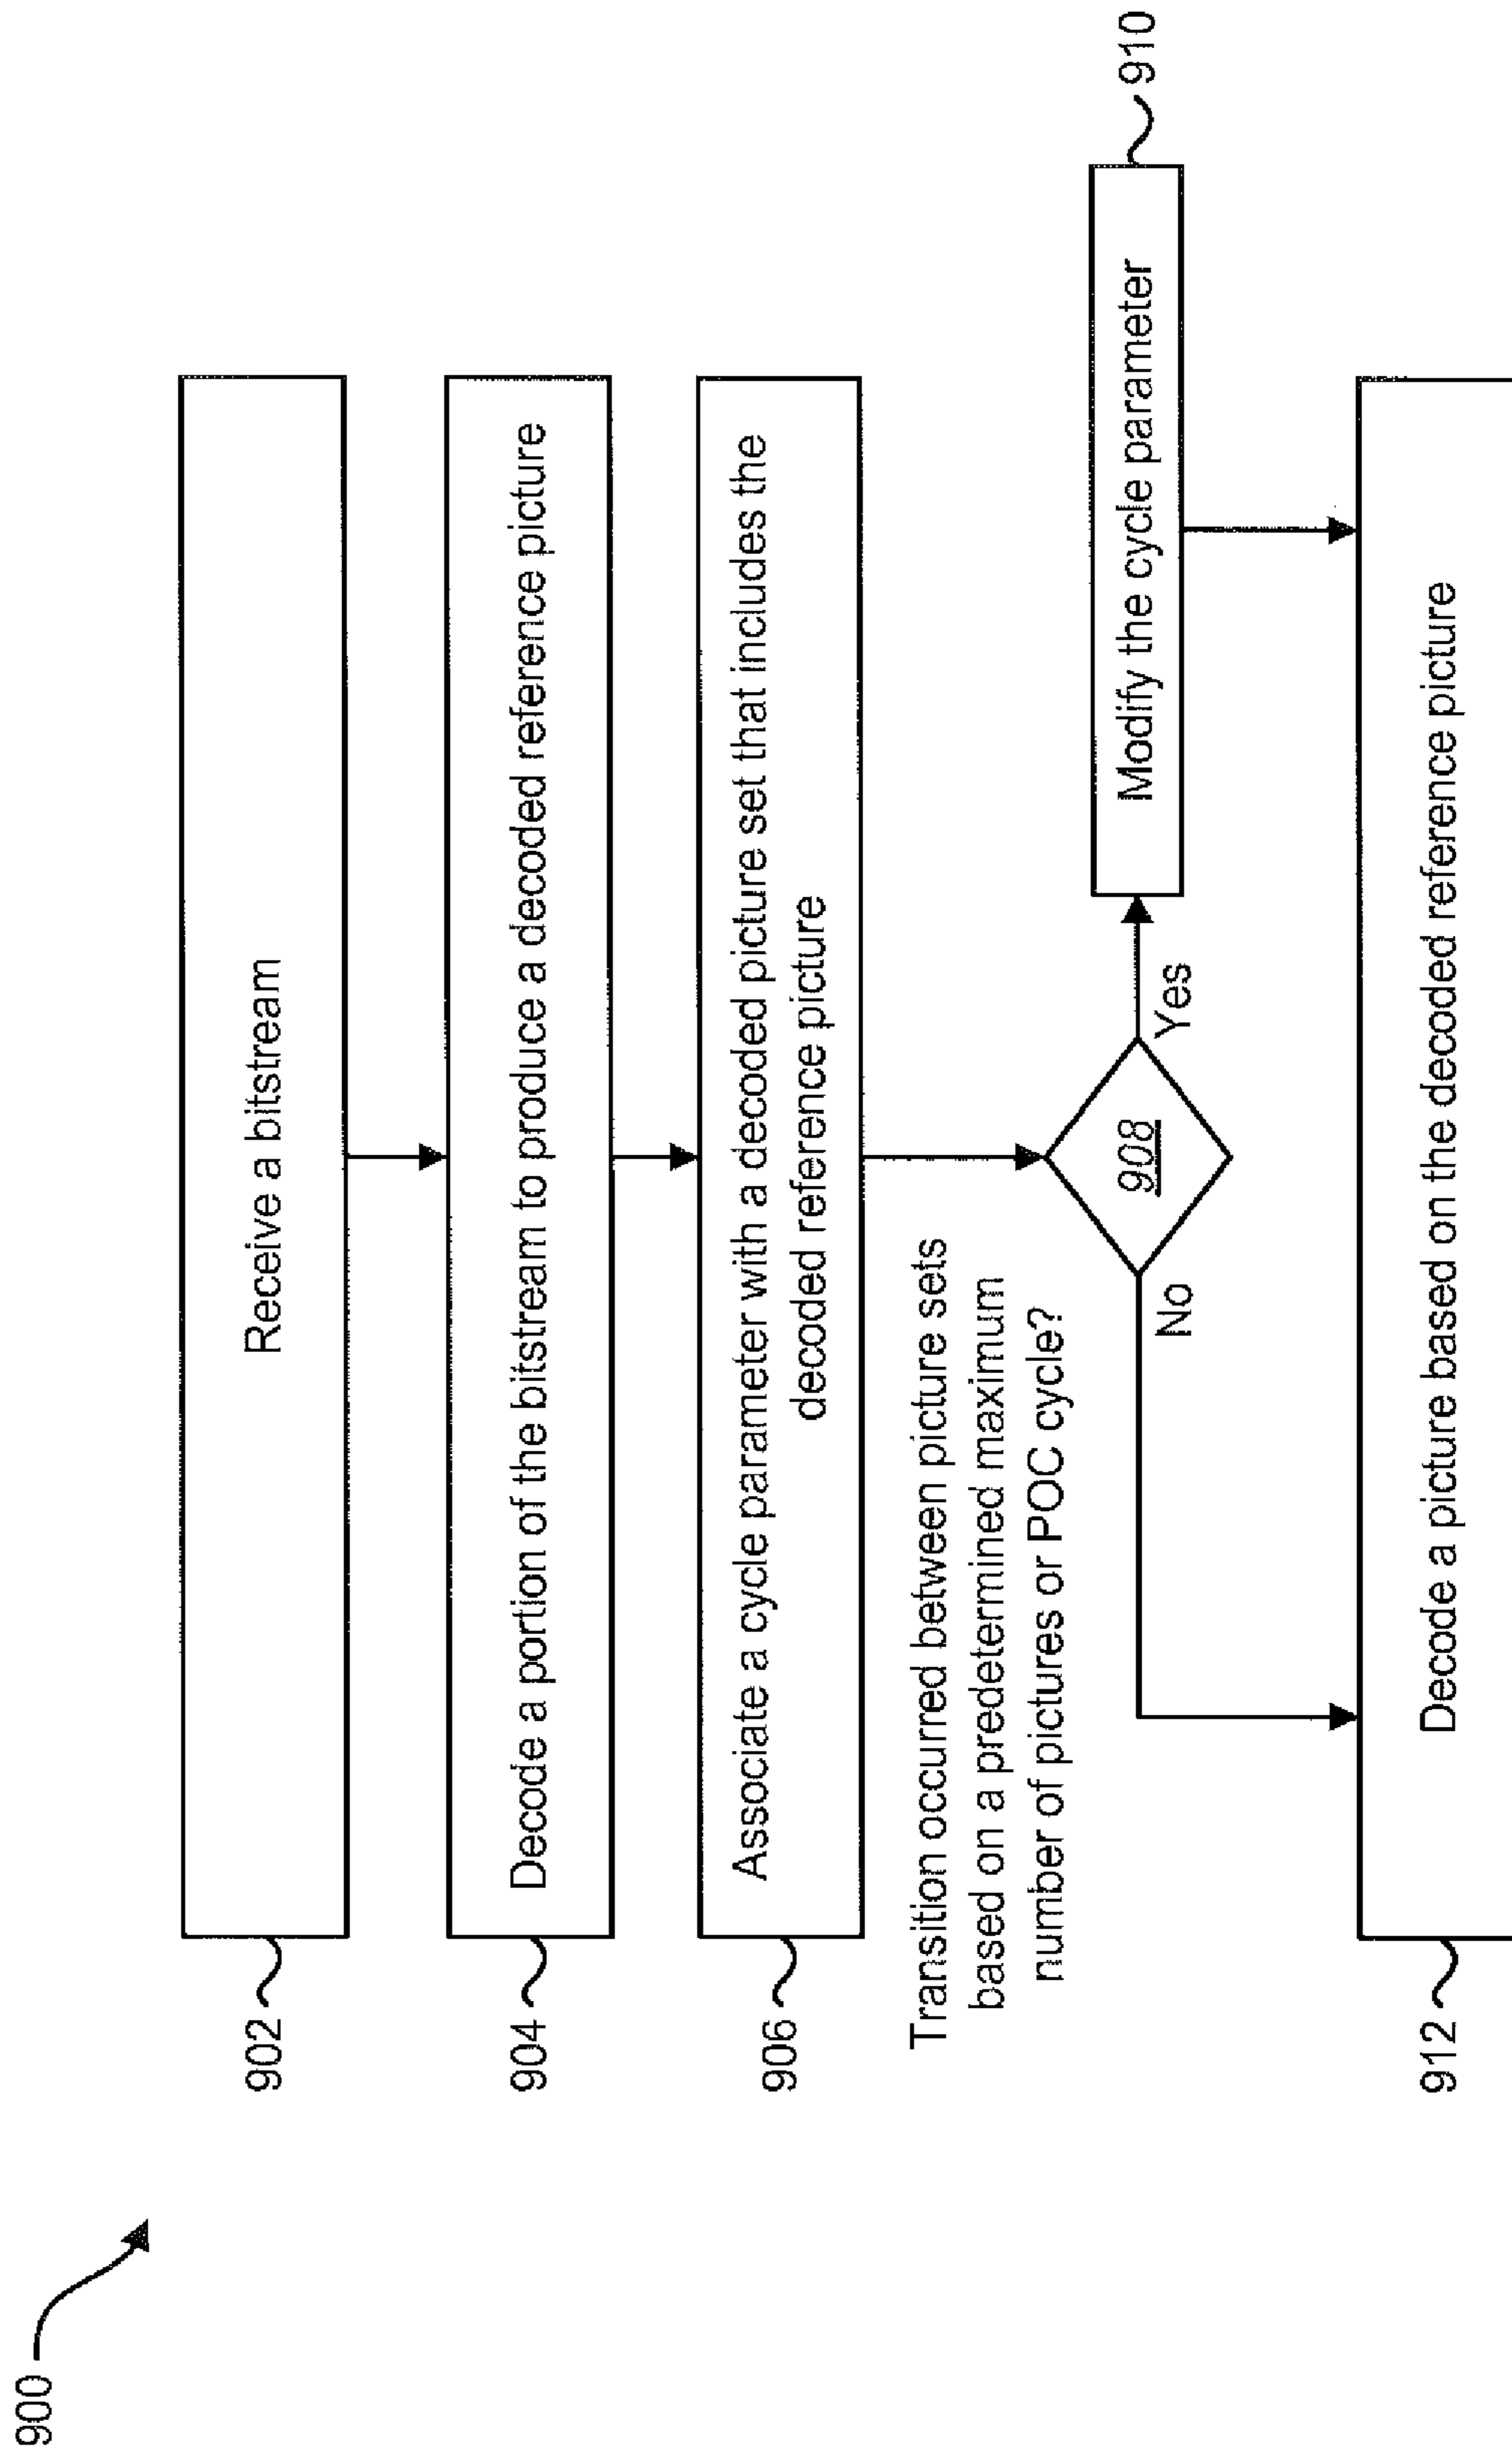 900
902
Receive a bitstream
904
Decode a portion of the bitstream to produce a decoded reference picture
906
Associate a cycle parameter with a decoded picture set that includes the
decoded reference picture
Transition occurred between picture sets
based on a predetermined maximum
number of pictures or POC cycle?
908
Yes
No
910
Modify the cycle parameter
912
Decode a picture based on the decoded reference picture